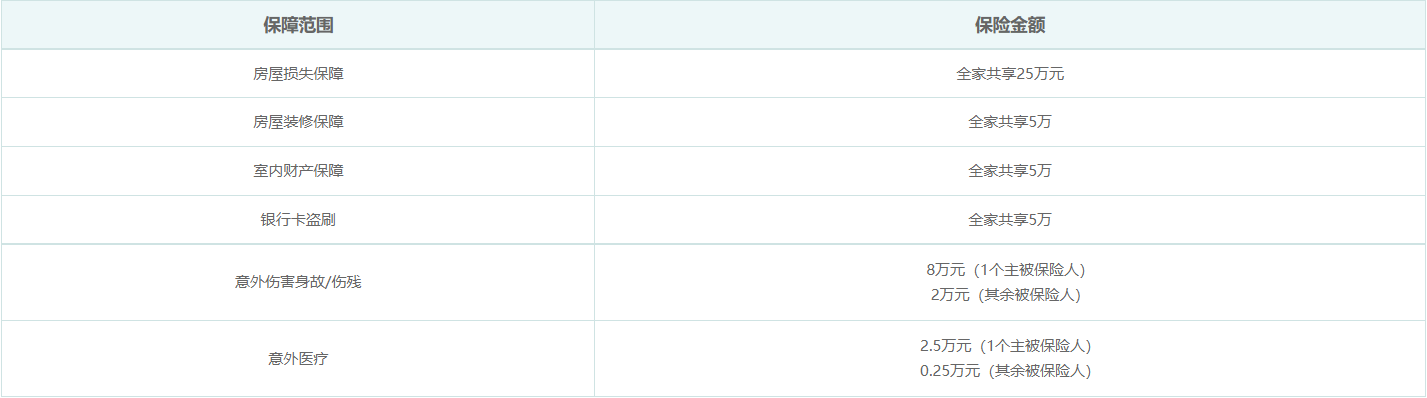 保障范围 保险金额
房屋损失保障 全家共享25万元
房屋装修保障 全家共享5万
室内财产保障 全家共享5万
银行卡盗刷 全家共享5万
意外伤害身故/伤残 8万元（1个主被保险人）
2万元（其余被保险人）
意外医疗 2.5万元（1个主被保险人）
0.25万元（其余被保险人）